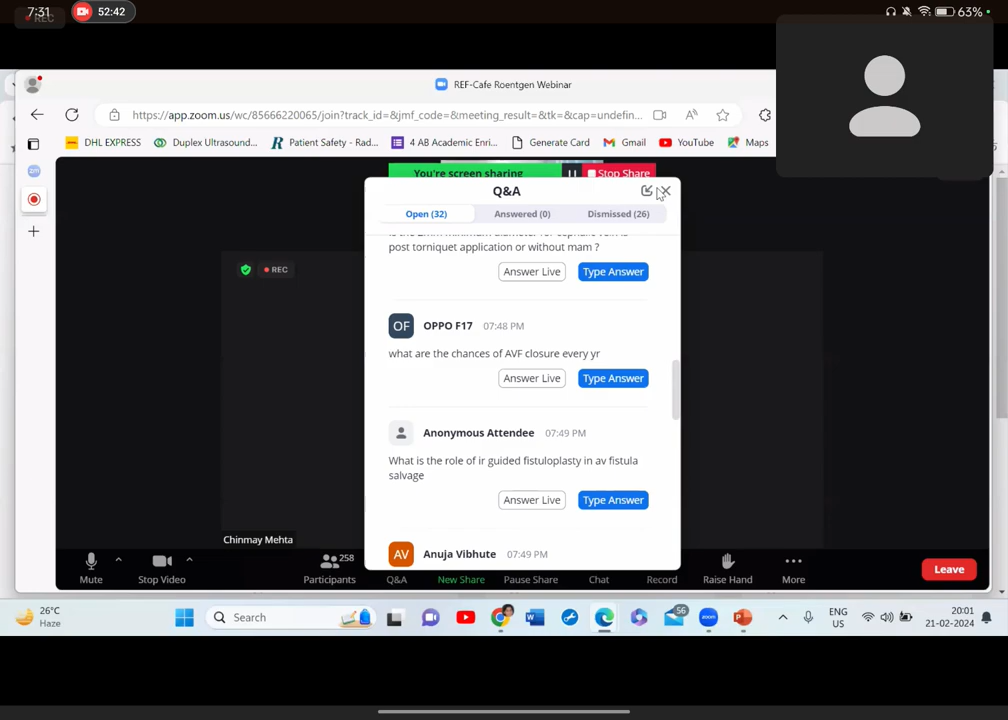 7:31
REC
52:42
63%
REF-Cafe Roentgen Webinar
https://app.zoom.us/wc/85666220065/join?track_id=&jmf_code=&meeting_result=&tk=&cap=undefin...
DHL EXPRESS
Duplex Ultrasound...
Patient Safety - Rad...
4 AB Academic Enri...
Generate Card
Gmail
YouTube
Maps
zm
You're screen sharing
Stop Share
Q&A
Open (32)
Answered (0)
Dismissed (26)
post torniquet application or without mam ?
Answer Live
Type Answer
REC
OF
OPPO F17
07:48 PM
what are the chances of AVF closure every yr
Answer Live
Type Answer
Anonymous Attendee
07:49 PM
What is the role of ir guided fistuloplasty in av fistula
salvage
Answer Live
Type Answer
AV
Anuja Vibhute
07:49 PM
Chinmay Mehta
258
Mute
Stop Video
Participants
Q&A
New Share
Pause Share
Chat
Record
Raise Hand
More
Leave
26°C
Haze
Search
56
ENG
US
20:01
21-02-2024